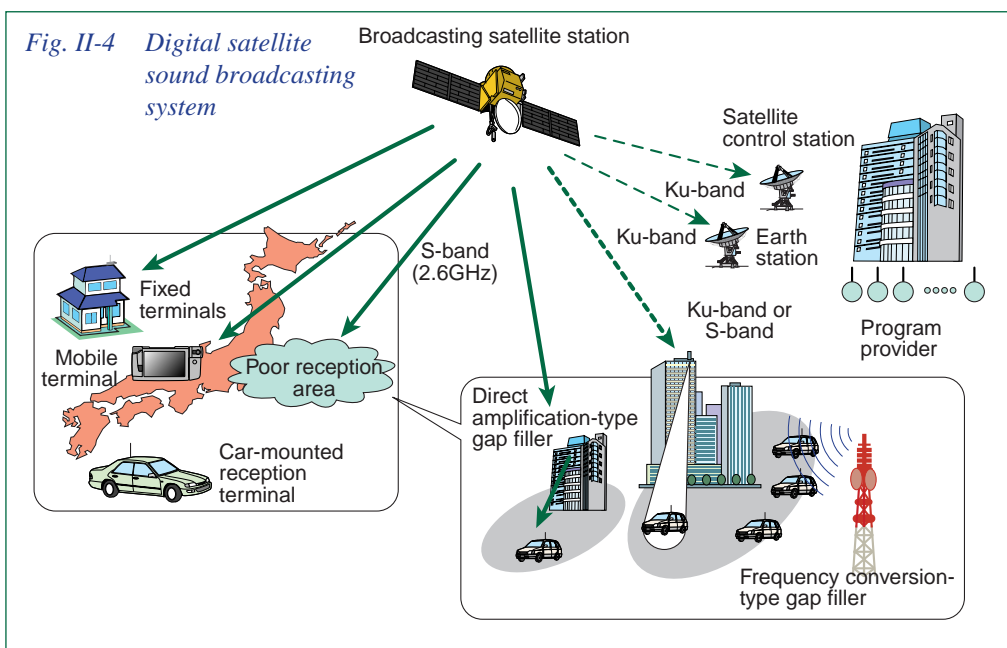 Fig. II-4 Digital satellite
sound broadcasting
system
Broadcasting satellite station
Satellite
control station
Ku-band
Ku-band
Earth
station
S-band
(2.6GHz)
Fixed
terminals
Ku-band or
S-band
Program
provider
Mobile
terminal
Poor reception
area
Direct
amplification-type
gap filler
Car-mounted
reception
terminal
Frequency conversion-
type gap filler